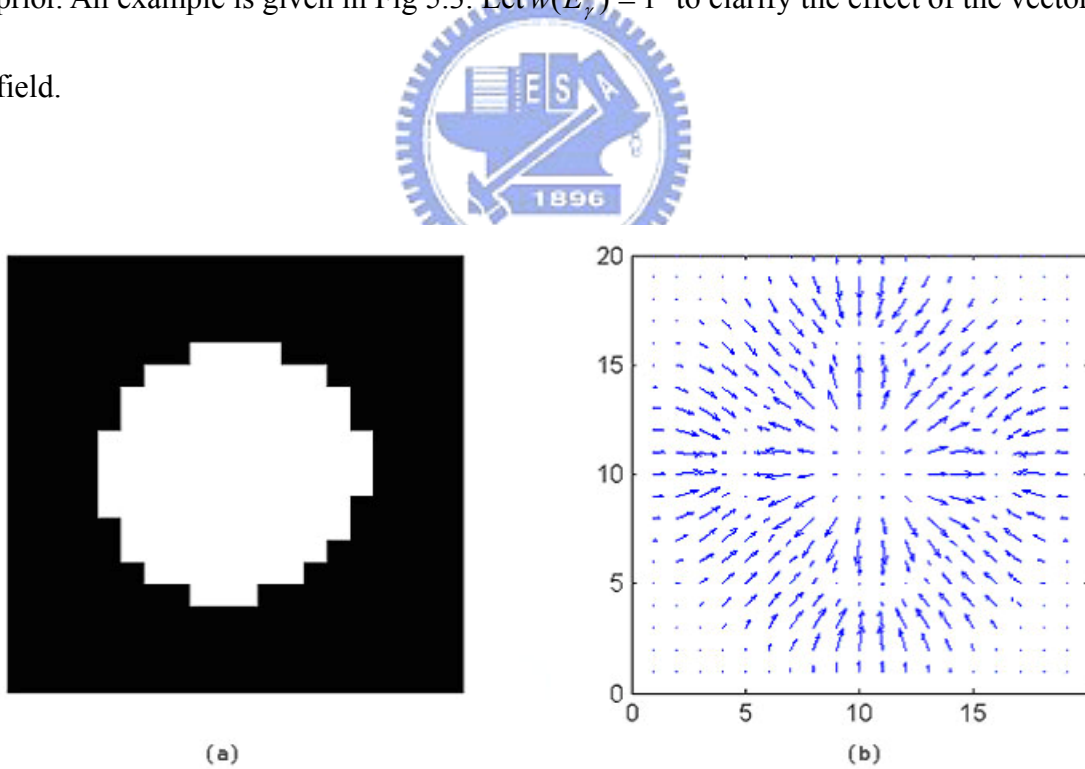 prior. An example is given in Fig 5.3. Let w(E_γ) = 1 to clarify the effect of the vector
field.
E S A
1896
20
15
10
5
0
0 5 10 15
(a) (b)